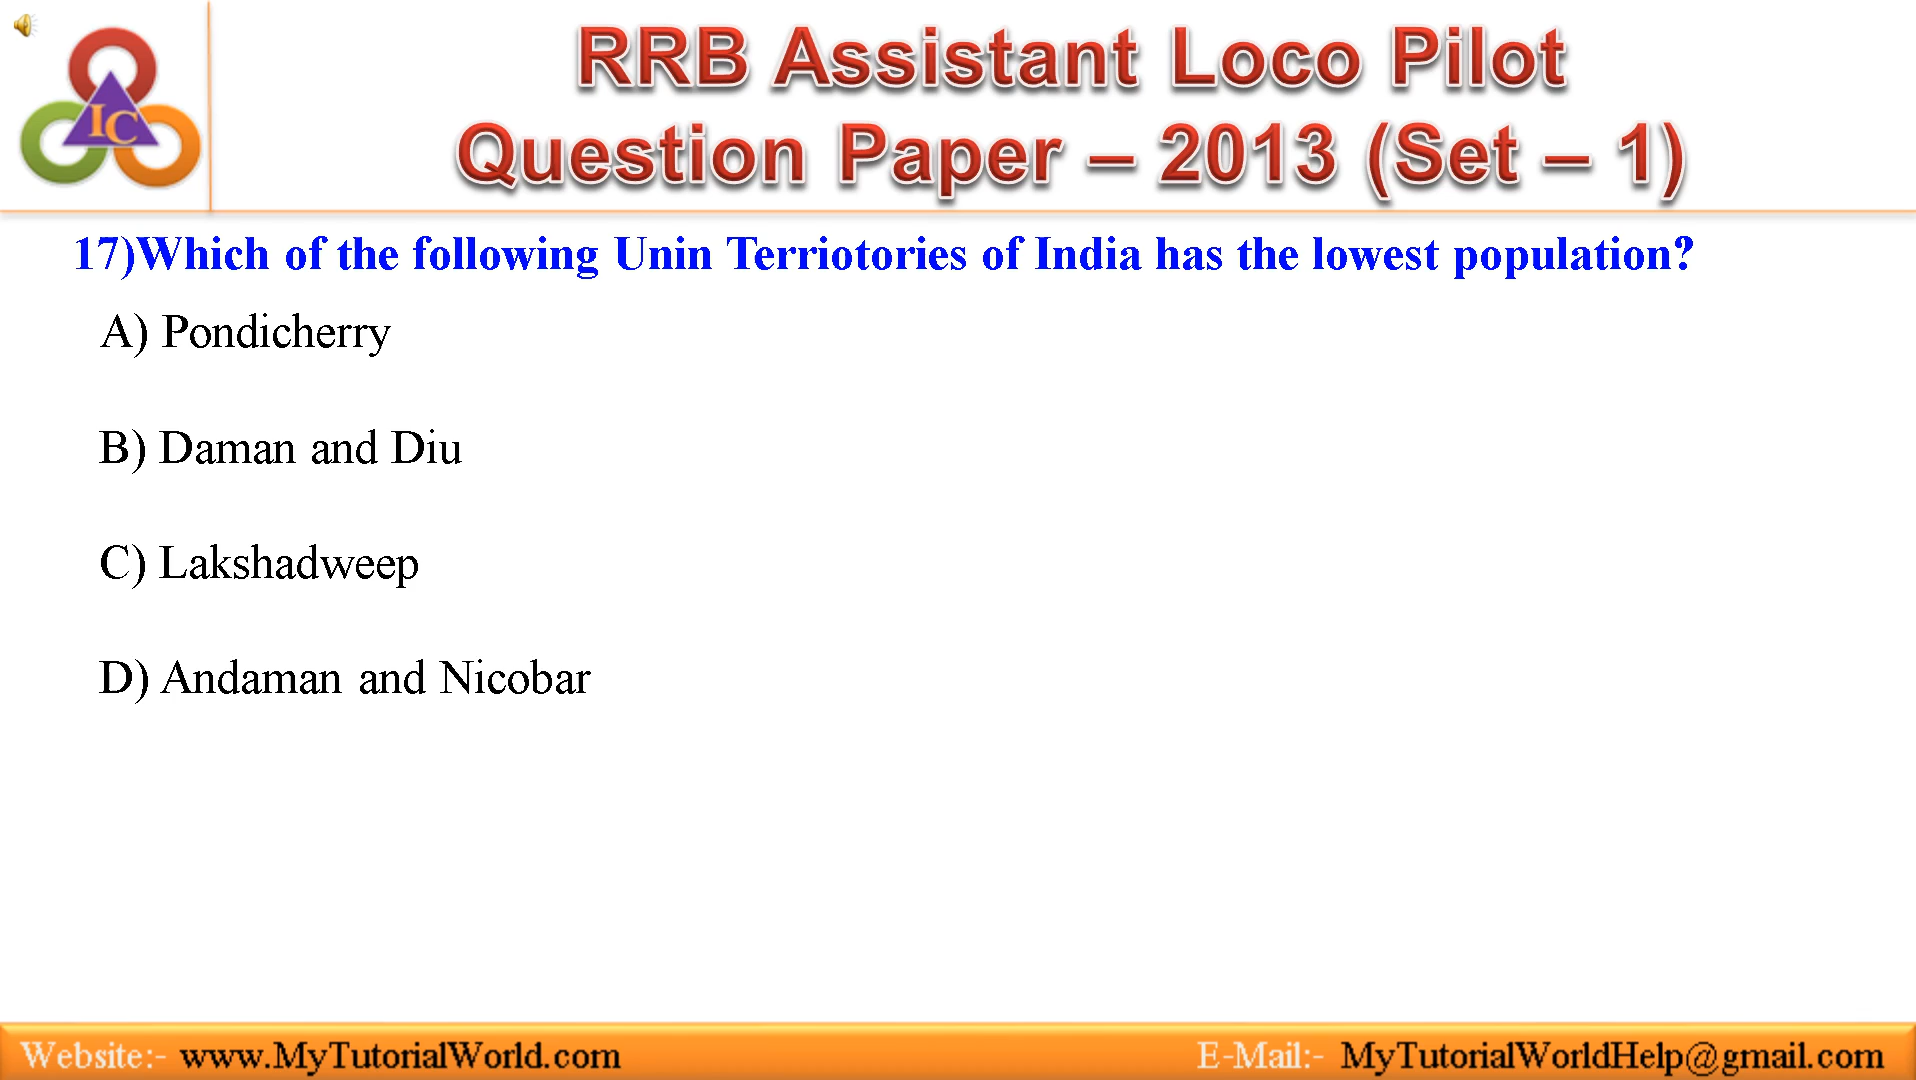 IC
RRB Assistant Loco Pilot
Question Paper – 2013 (Set – 1)
17)Which of the following Unin Terriotories of India has the lowest population?
A) Pondicherry
B) Daman and Diu
C) Lakshadweep
D) Andaman and Nicobar
Website:- www.MyTutorialWorld.com E-Mail:- MyTutorialWorldHelp@gmail.com